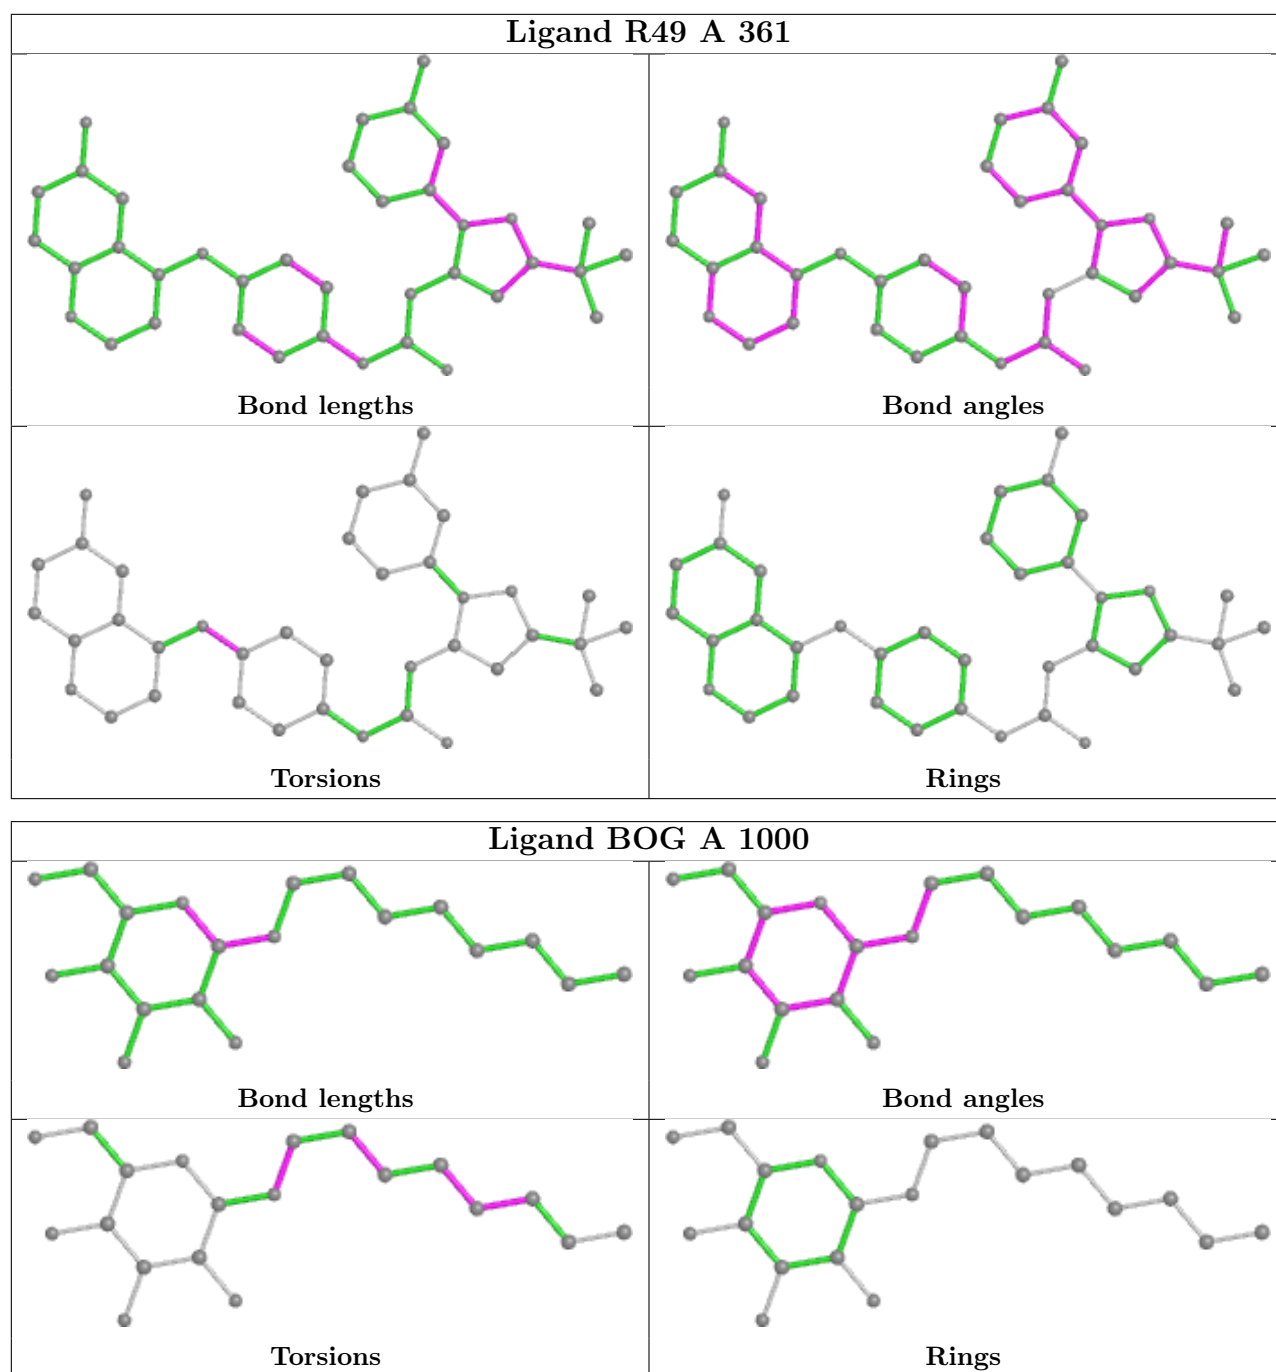 Ligand R49 A 361
Bond lengths
Bond angles
Torsions
Rings
Ligand BOG A 1000
Bond lengths
Bond angles
Torsions
Rings